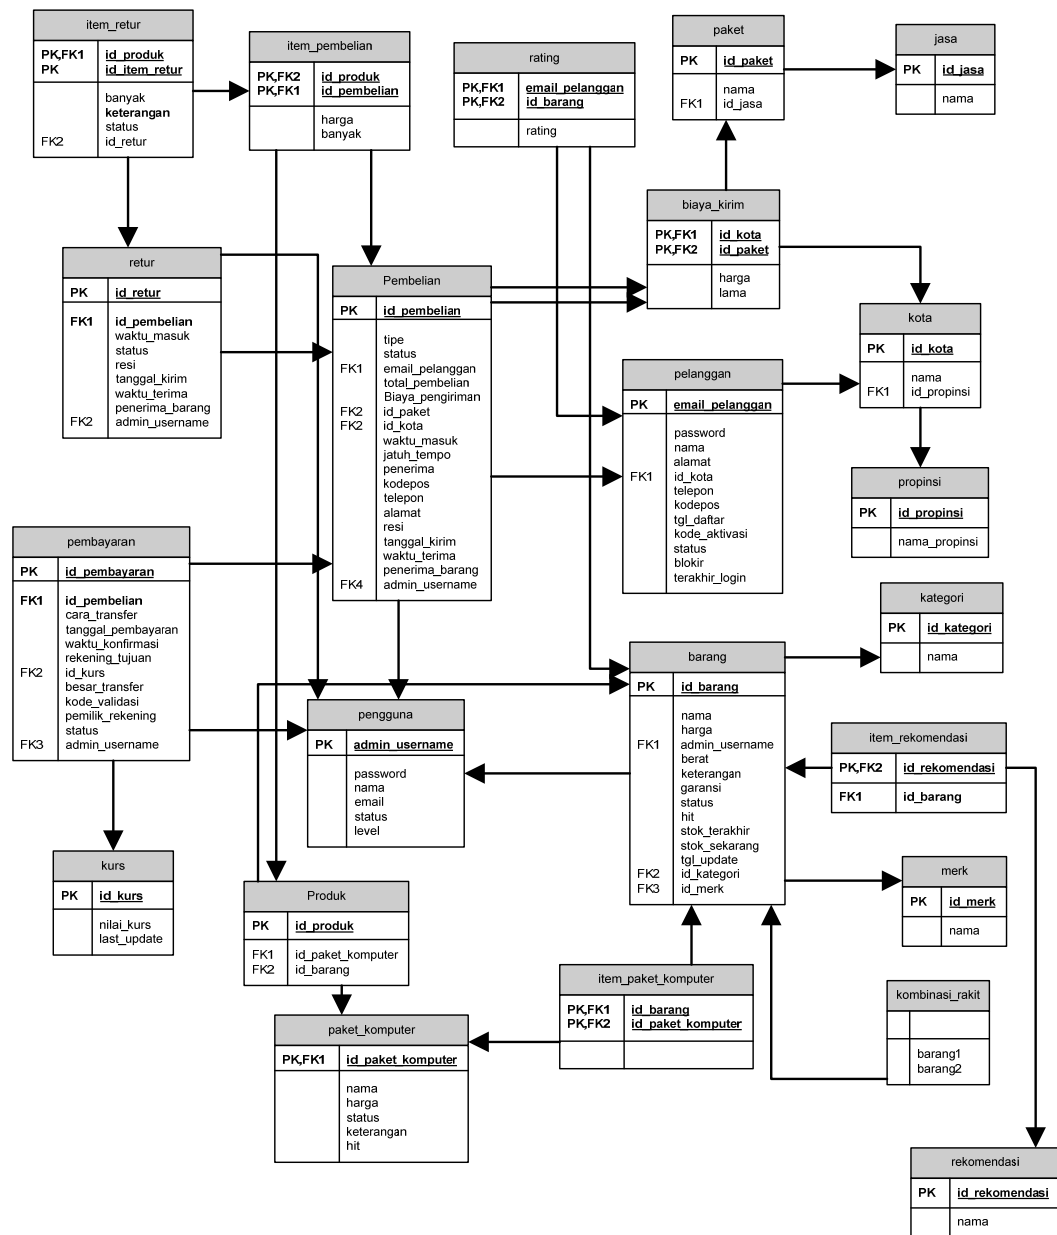 item_retur
PK,FK1 id_produk
PK id_item_retur
banyak
keterangan
status
FK2 id_retur
item_pembelian
PK,FK2 id_produk
PK,FK1 id_pembelian
harga
banyak
rating
PK,FK1 email_pelanggan
PK,FK2 id_barang
rating
paket
PK id_paket
nama
FK1 id_jasa
jasa
PK id_jasa
nama
biaya_kirim
PK,FK1 id_kota
PK,FK2 id_paket
harga
lama
retur
PK id_retur
FK1 id_pembelian
waktu_masuk
status
resi
tanggal_kirim
waktu_terima
penerima_barang
FK2 admin_username
Pembelian
PK id_pembelian
tipe
status
FK1 email_pelanggan
total_pembelian
Biaya_pengiriman
FK2 id_paket
FK2 id_kota
waktu_masuk
jatuh_tempo
penerima
kodepos
telepon
alamat
resi
tanggal_kirim
waktu_terima
penerima_barang
FK4 admin_username
kota
PK id_kota
nama
FK1 id_propinsi
pelanggan
PK email_pelanggan
password
nama
alamat
FK1 id_kota
telepon
kodepos
tgl_daftar
kode_aktivasi
status
blokir
terakhir_login
propinsi
PK id_propinsi
nama_propinsi
pembayaran
PK id_pembayaran
FK1 id_pembelian
cara_transfer
tanggal_pembayaran
waktu_konfirmasi
rekening_tujuan
FK2 id_kurs
besar_transfer
kode_validasi
pemilik_rekening
status
FK3 admin_username
kategori
PK id_kategori
nama
barang
PK id_barang
nama
harga
FK1 admin_username
berat
keterangan
garansi
status
hit
stok_terakhir
stok_sekarang
tgl_update
FK2 id_kategori
FK3 id_merk
pengguna
PK admin_username
password
nama
email
status
level
item_rekomendasi
PK,FK2 id_rekomendasi
FK1 id_barang
kurs
PK id_kurs
nilai_kurs
last_update
Produk
PK id_produk
FK1 id_paket_komputer
FK2 id_barang
merk
PK id_merk
nama
item_paket_komputer
PK,FK1 id_barang
PK,FK2 id_paket_komputer
kombinasi_rakit
barang1
barang2
paket_komputer
PK,FK1 id_paket_komputer
nama
harga
status
keterangan
hit
rekomendasi
PK id_rekomendasi
nama